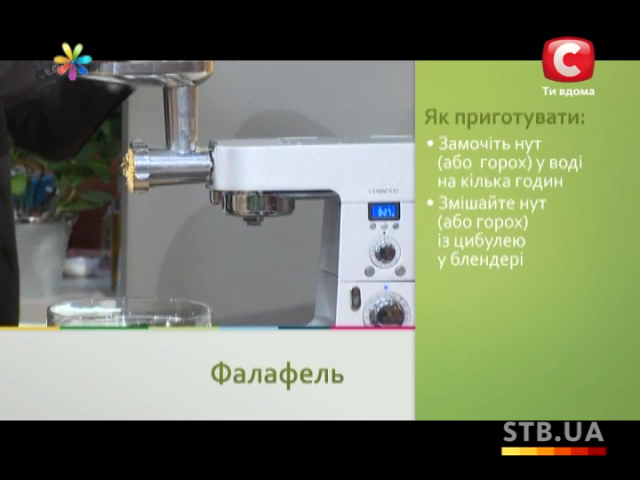 Ти вдома
Як приготувати:
• Замочіть нут
(або горох) у воді
на кілька годин
• Змішайте нут
(або горох)
із цибулею
у блендері
KENWOOD
Фалафель
STB.UA